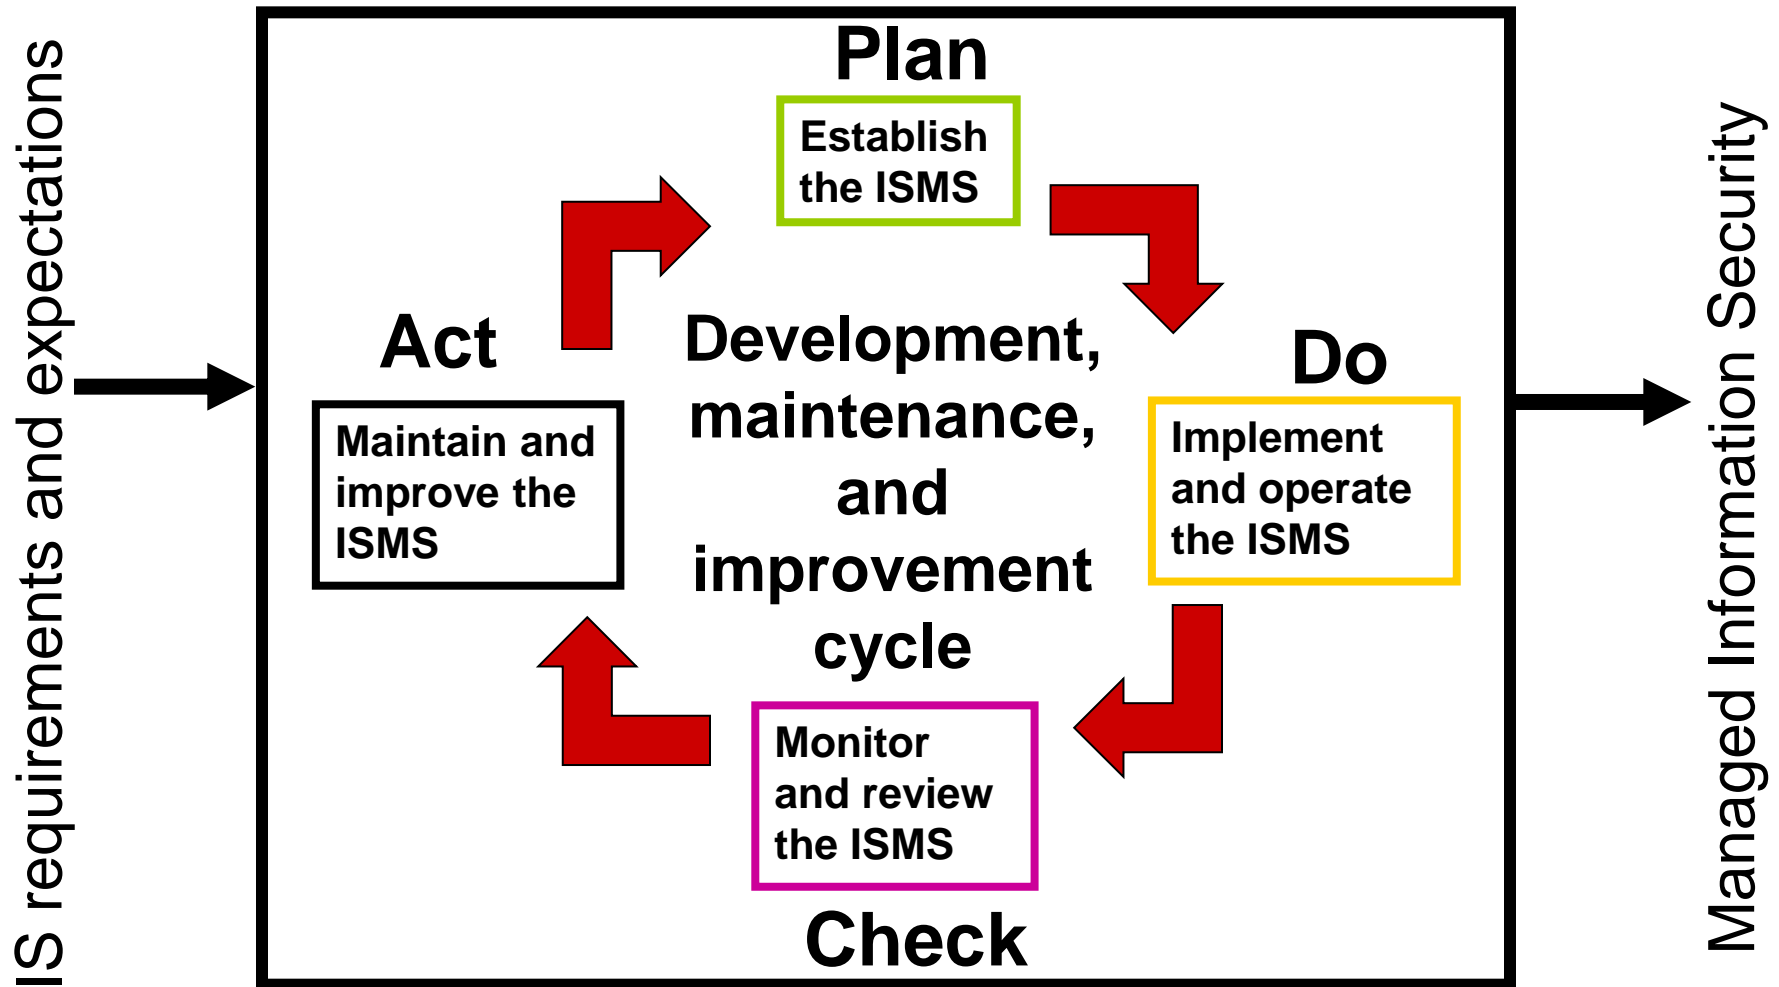 IS requirements and expectations
Plan
Establish
the ISMS
Act
Maintain and
improve the
ISMS
Development,
maintenance,
and
improvement
cycle
Do
Implement
and operate
the ISMS
Monitor
and review
the ISMS
Check
Managed Information Security